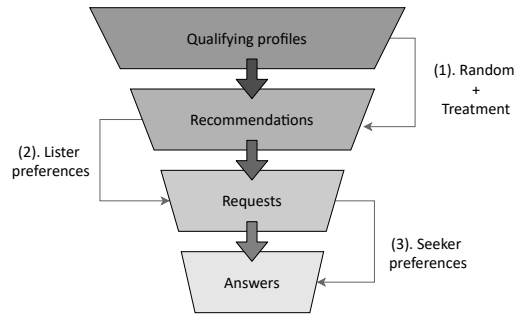 Qualifying profiles
(1). Random
+
Treatment
Recommendations
(2). Lister
preferences
Requests
(3). Seeker
preferences
Answers